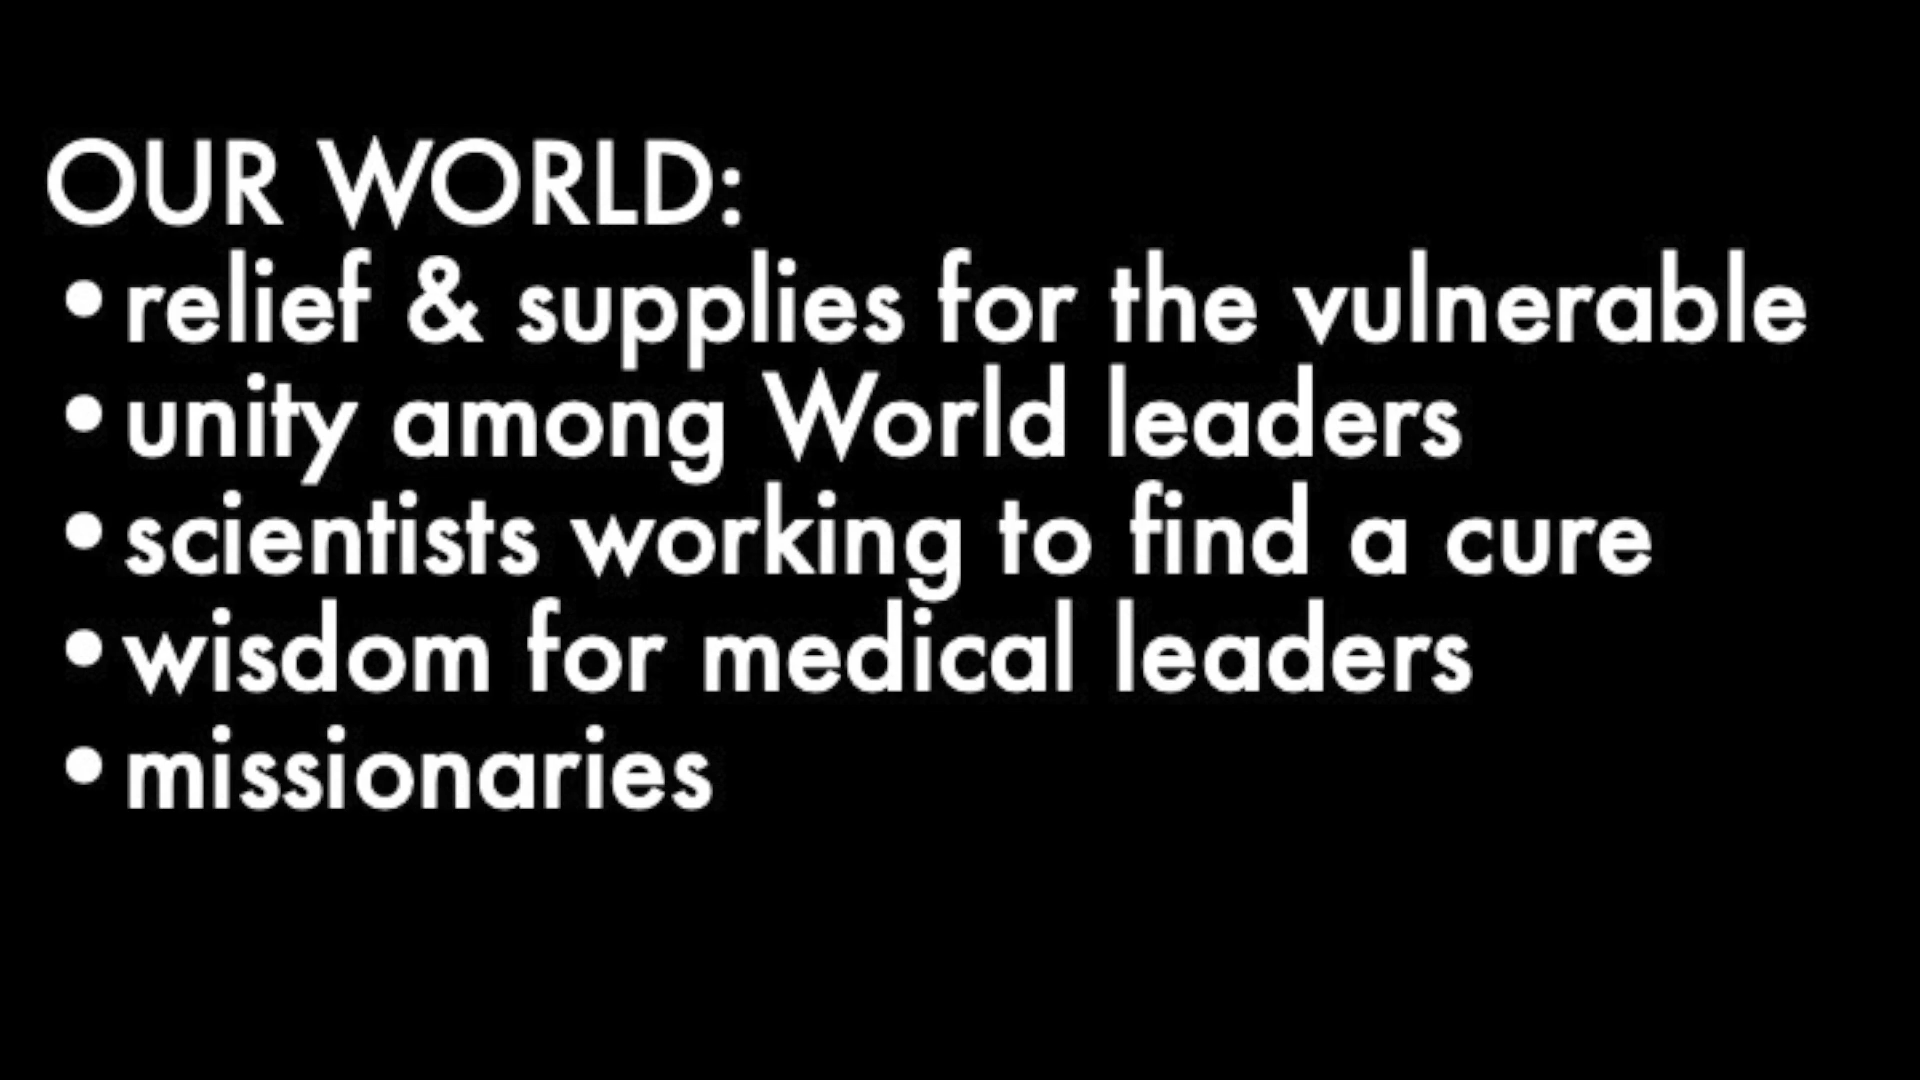 OUR WORLD:
• relief & supplies for the vulnerable
• unity among World leaders
• scientists working to find a cure
• wisdom for medical leaders
• missionaries